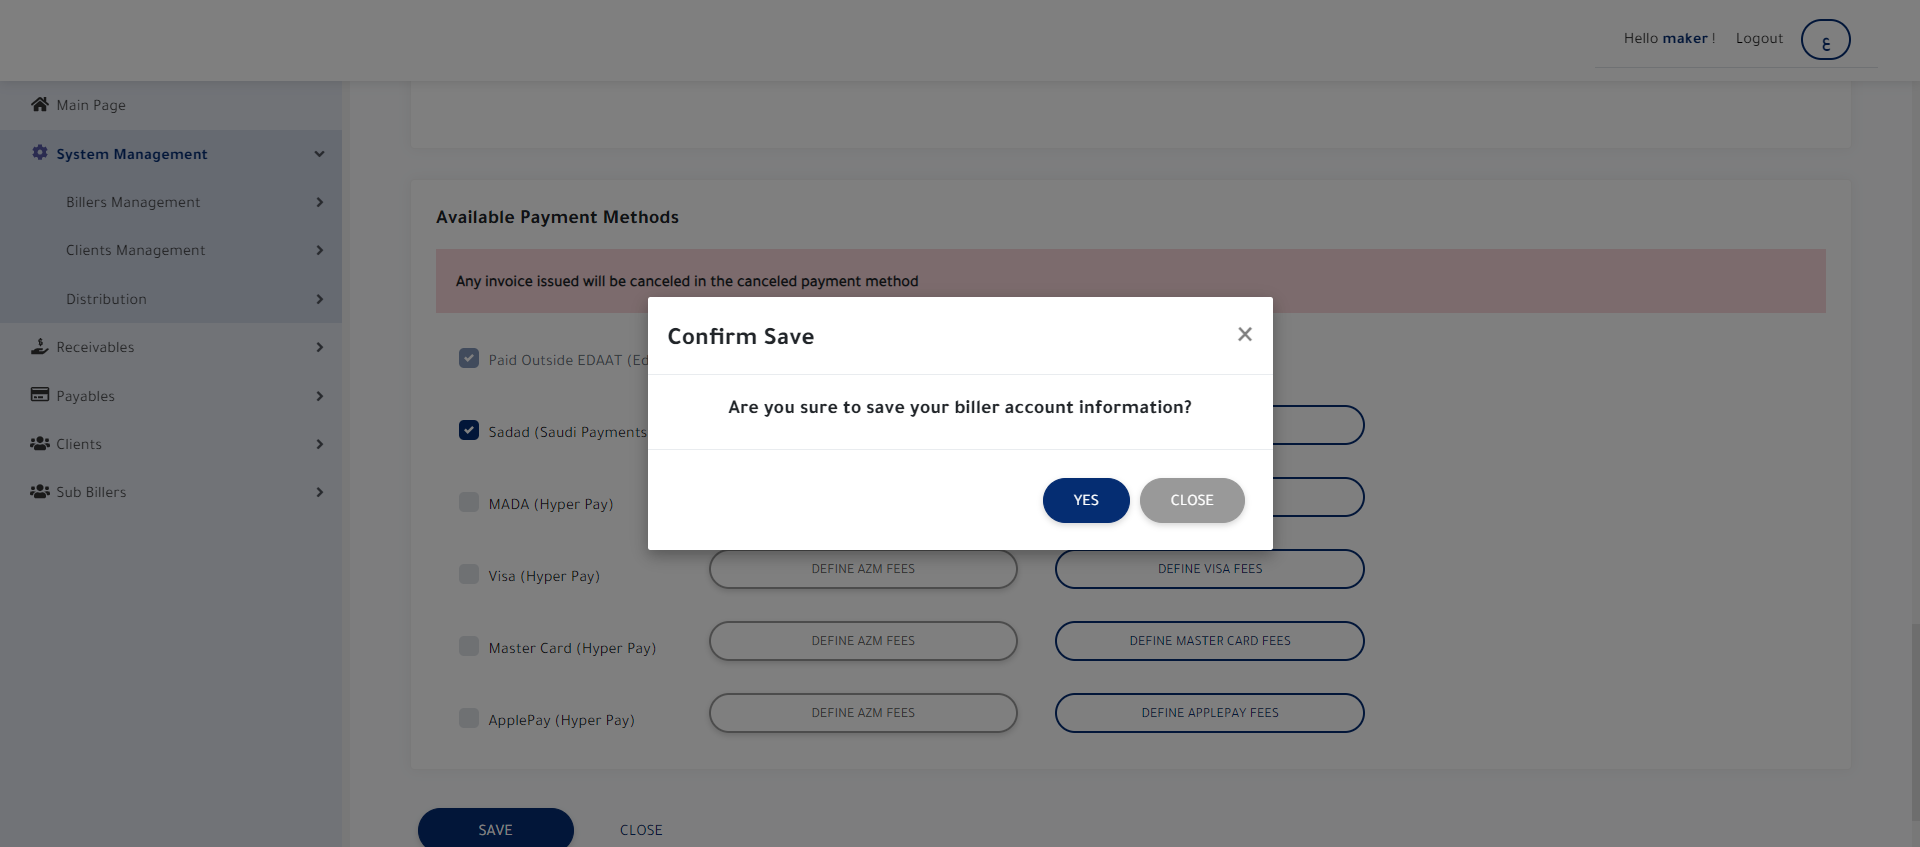 Hello maker ! Logout ع
Main Page
System Management
Billers Management
Clients Management
Distribution
Receivables
Payables
Clients
Sub Billers
Available Payment Methods
Any invoice issued will be canceled in the canceled payment method
Paid Outside EDAAT (Ed
Sadad (Saudi Payments
MADA (Hyper Pay)
Visa (Hyper Pay) DEFINE AZM FEES DEFINE VISA FEES
Master Card (Hyper Pay) DEFINE AZM FEES DEFINE MASTER CARD FEES
ApplePay (Hyper Pay) DEFINE AZM FEES DEFINE APPLEPAY FEES
Confirm Save ×
Are you sure to save your biller account information?
YES CLOSE
SAVE CLOSE